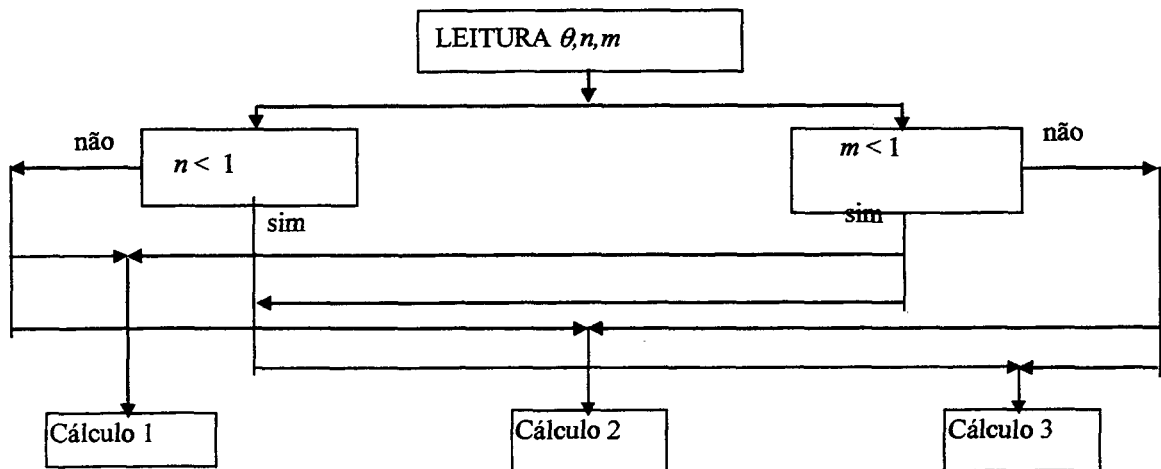 LEITURA θ,n,m
não
n < 1
sim
m < 1
não
sim
Cálculo 1
Cálculo 2
Cálculo 3